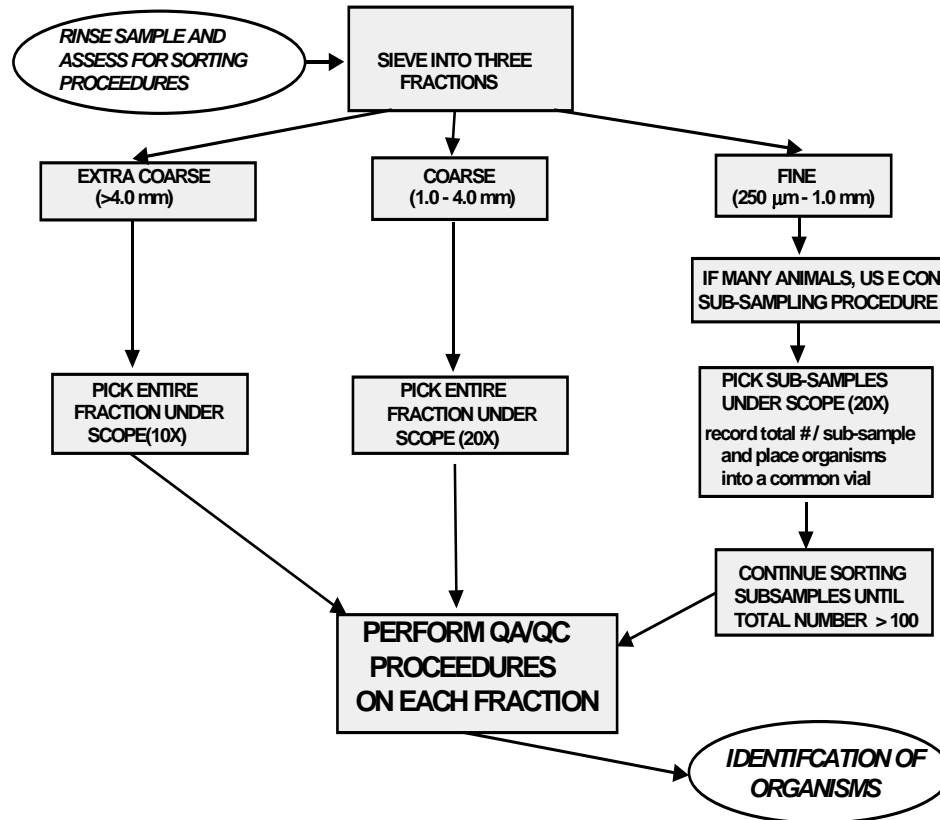 RINSE SAMPLE AND
ASSESS FOR SORTING
PROCEEDURES
SIEVE INTO THREE
FRACTIONS
EXTRA COARSE
(>4.0 mm)
COARSE
(1.0 - 4.0 mm)
FINE
(250 µm - 1.0 mm)
IF MANY ANIMALS, US E CON
SUB-SAMPLING PROCEDURE
PICK ENTIRE
FRACTION UNDER
SCOPE(10X)
PICK ENTIRE
FRACTION UNDER
SCOPE (20X)
PICK SUB-SAMPLES
UNDER SCOPE (20X)
record total # / sub-sample
and place organisms
into a common vial
CONTINUE SORTING
SUBSAMPLES UNTIL
TOTAL NUMBER > 100
PERFORM QA/QC
PROCEEDURES
ON EACH FRACTION
IDENTIFCATION OF
ORGANISMS